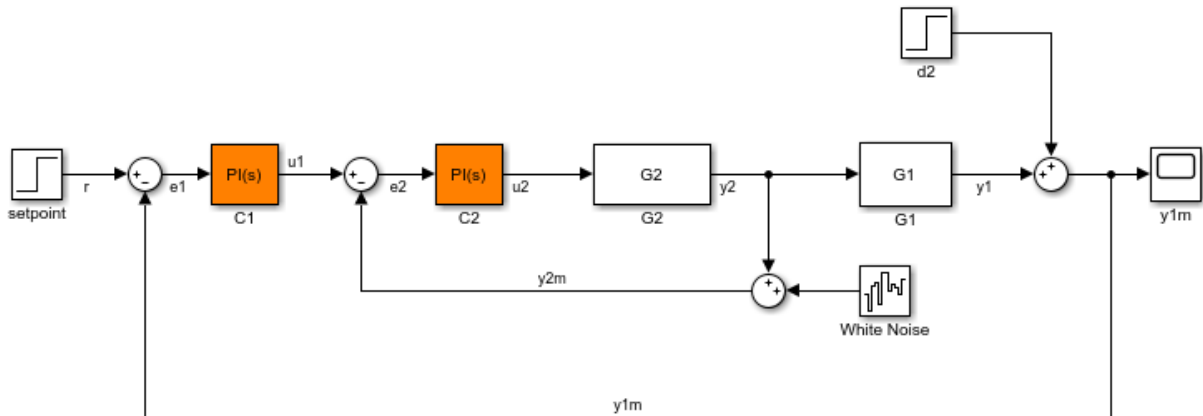 d2
r
setpoint
e1
PI(s)
C1
u1
e2
PI(s)
C2
u2
G2
G2
y2
G1
G1
y1
y1m
y2m
White Noise
y1m